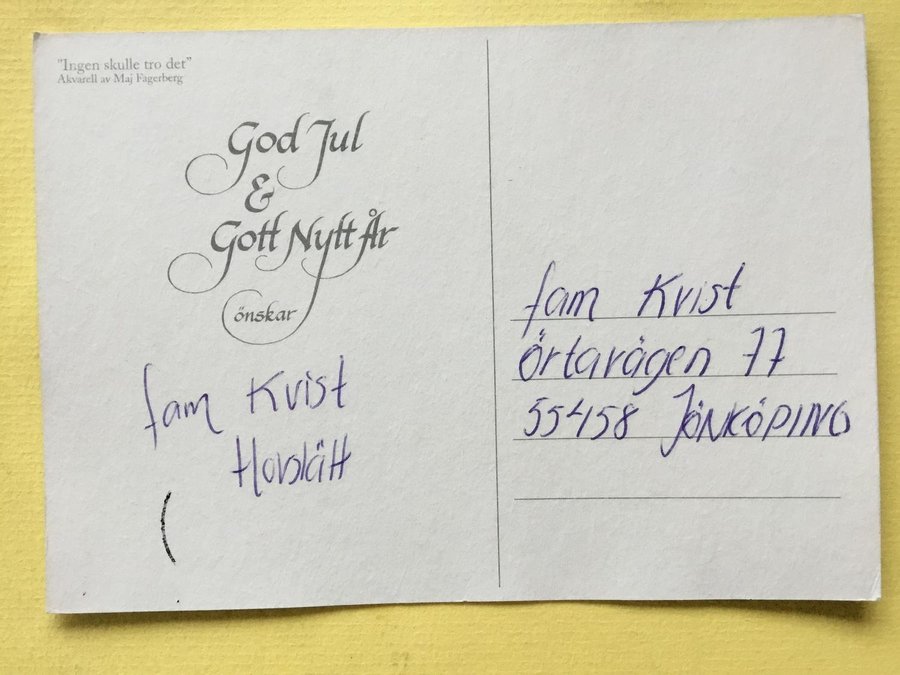 "Ingen skulle tro det"
Akvarell av Maj Fagerberg
God Jul
&
Gott Nytt År
önskar
fam Kvist
Hovslätt
fam Kvist
Örtavägen 77
55458 JÖNKÖPING